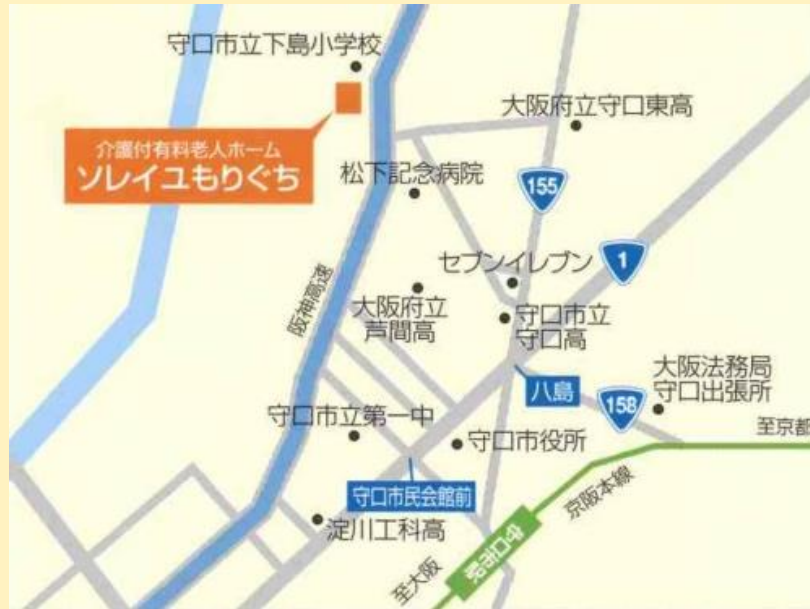 守口市立下島小学校
大阪府立守口東高
介護付有料老人ホーム
ソレイユもりぐち
松下記念病院
155
セブンイレブン
1
阪神高速
大阪府立
芦間高
守口市立
守口高
大阪法務局
守口出張所
八島
158
守口市立第一中
守口市役所
至京都
守口市民会館前
京阪本線
淀川工科高
守口市駅
至大阪